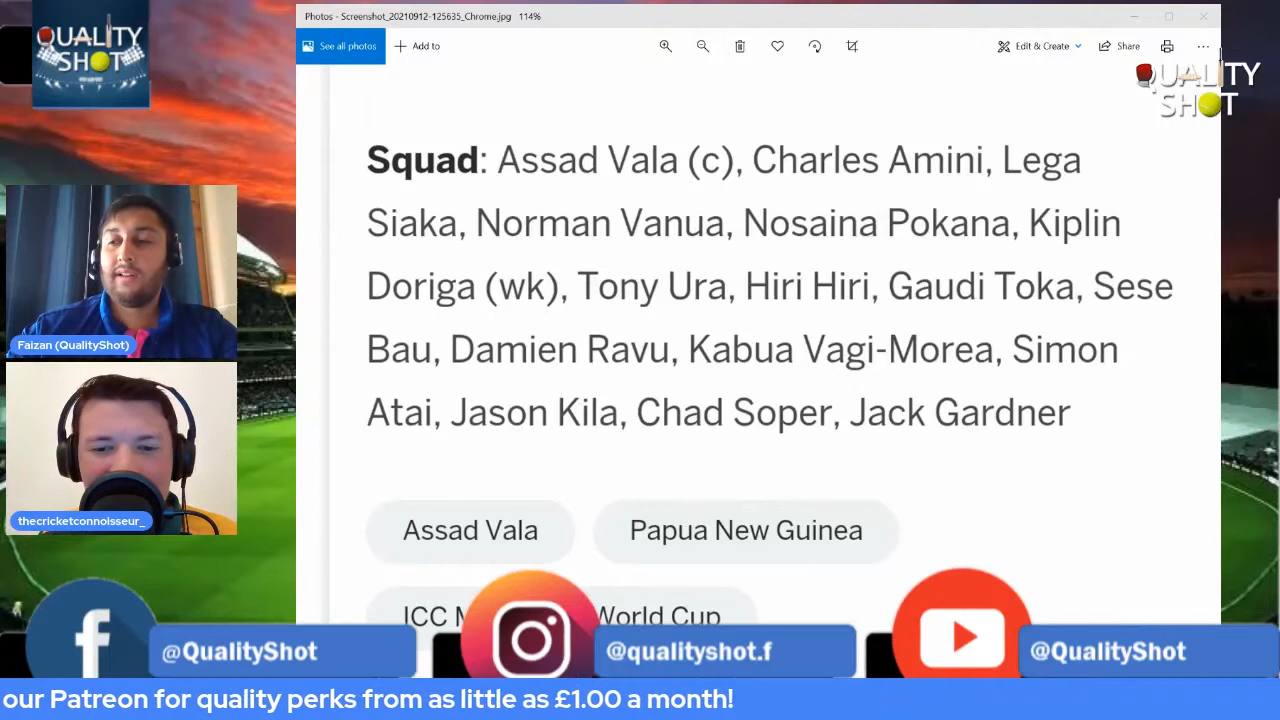 QUALITY
SHOT
Photos - Screenshot_20210912-125635_Chrome.jpg 114%
See all photos
Add to
Edit & Create
Share
QUALITY
SHOT
Squad: Assad Vala (c), Charles Amini, Lega
Siaka, Norman Vanua, Nosaina Pokana, Kiplin
Doriga (wk), Tony Ura, Hiri Hiri, Gaudi Toka, Sese
Bau, Damien Ravu, Kabua Vagi-Morea, Simon
Atai, Jason Kila, Chad Soper, Jack Gardner
Assad Vala
Papua New Guinea
ICC M
World Cup
Faizan (QualityShot)
thecricketconnoisseur_
@QualityShot
@qualityshot.f
@QualityShot
our Patreon for quality perks from as little as £1.00 a month!